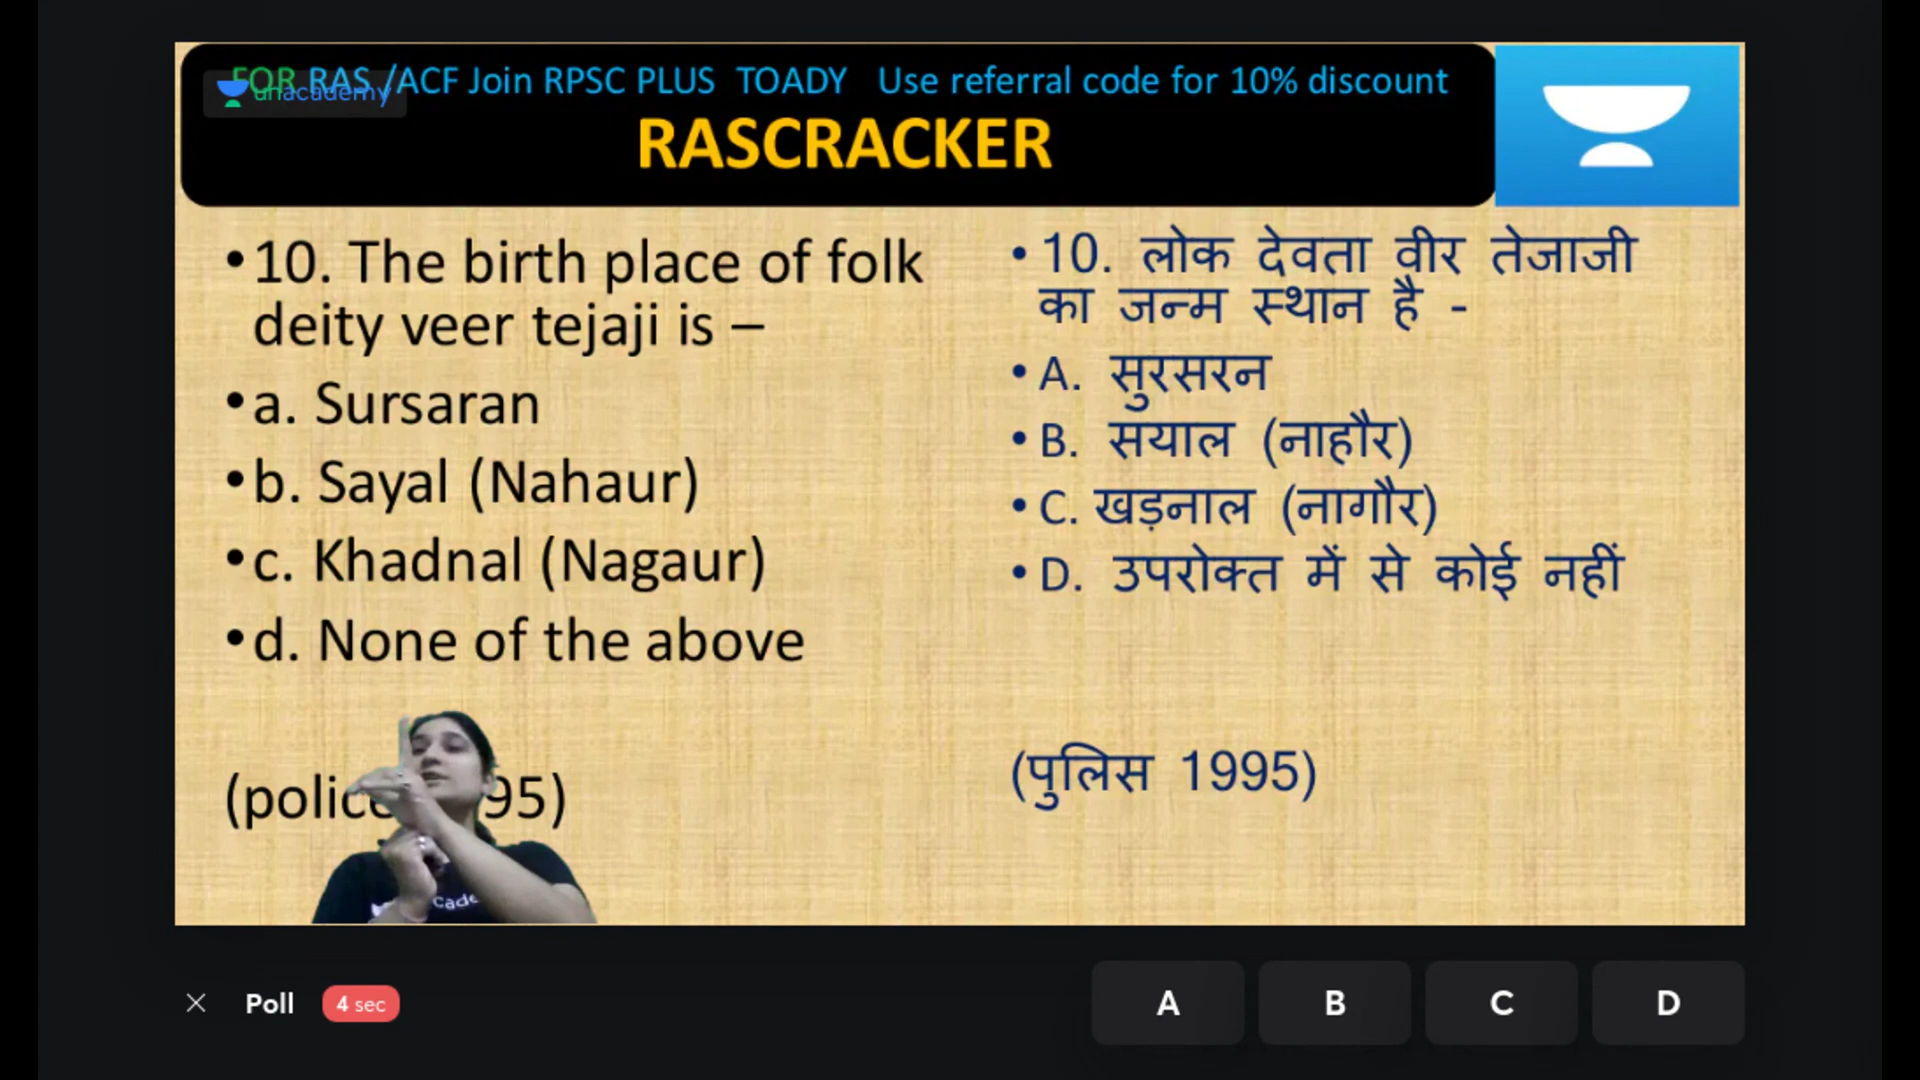 FOR RAS /ACF Join RPSC PLUS TOADY Use referral code for 10% discount
unacademy
RASCRACKER
•10. The birth place of folk
deity veer tejaji is –
•a. Sursaran
•b. Sayal (Nahaur)
•c. Khadnal (Nagaur)
•d. None of the above
(police 95)
• 10. लोक देवता वीर तेजाजी
का जन्म स्थान है -
• A. सुरसरन
• B. सयाल (नाहौर)
• C. खड़नाल (नागौर)
• D. उपरोक्त में से कोई नहीं
(पुलिस 1995)
Poll 4 sec
A B C D